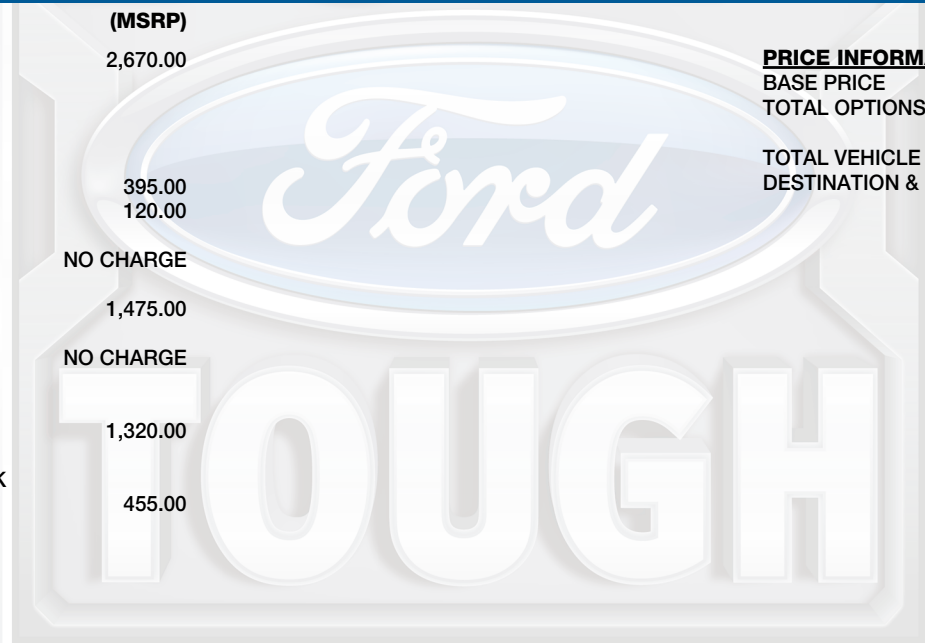 (MSRP)
2,670.00
395.00
120.00
NO CHARGE
1,475.00
NO CHARGE
1,320.00
K
455.00
PRICE INFORMA
BASE PRICE
TOTAL OPTIONS
TOTAL VEHICLE
DESTINATION &
Ford
TOUGH